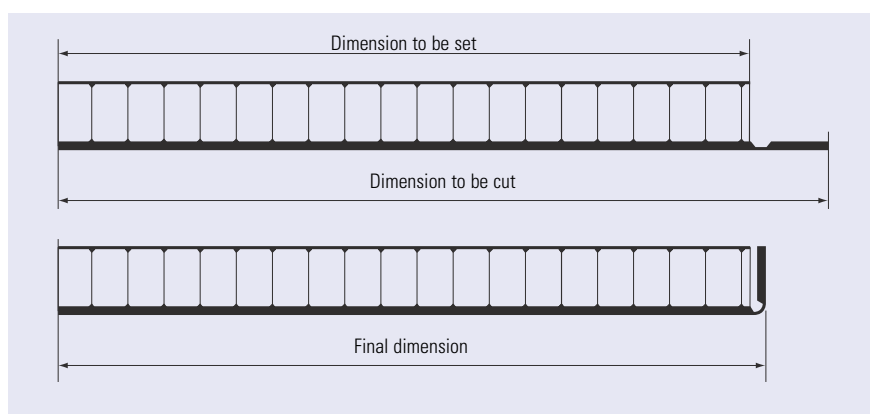 Dimension to be set
Dimension to be cut
Final dimension